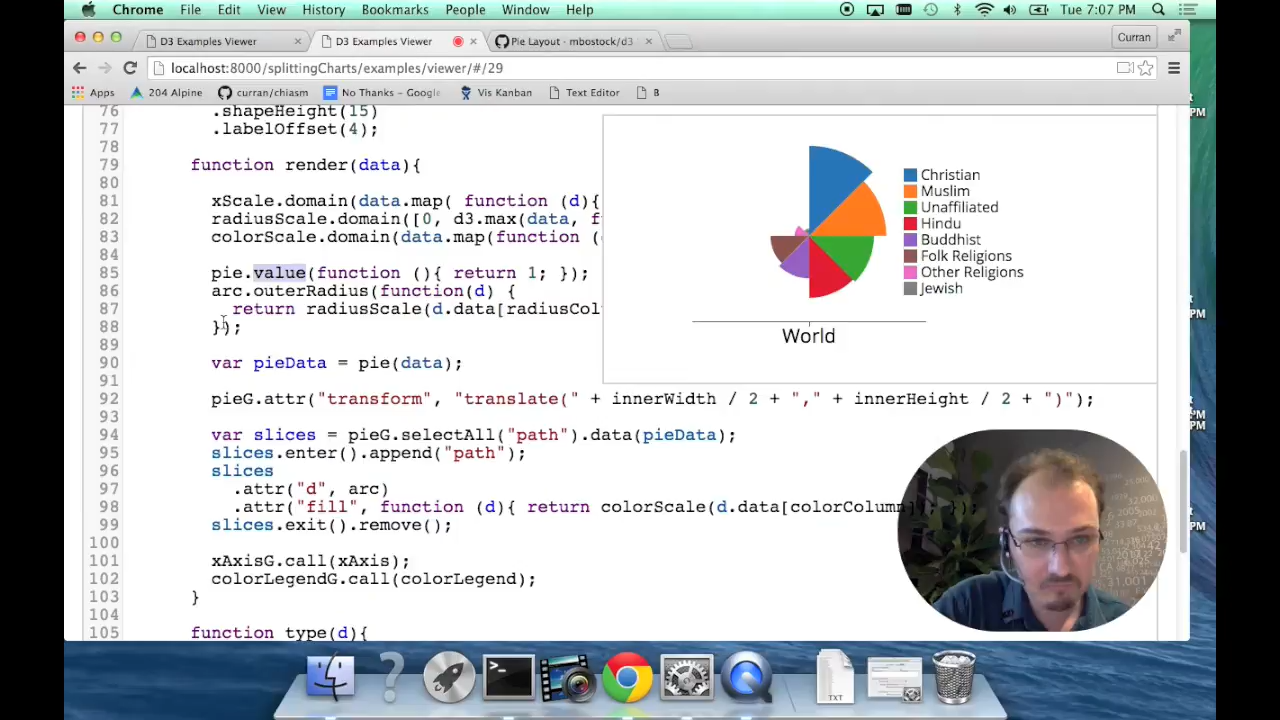 Chrome File Edit View History Bookmarks People Window Help Tue 7:07 PM
D3 Examples Viewer × D3 Examples Viewer × Pie Layout - mbostock/d3 × Curran
localhost:8000/splittingCharts/examples/viewer/#/29
Apps 204 Alpine curran/chiasm No Thanks - Google Vis Kanban Text Editor B
76 .shapeHeight(15)
77 .labelOffset(4);
78
79 function render(data){
80
81 xScale.domain(data.map( function (d){
82 radiusScale.domain([0, d3.max(data, f
83 colorScale.domain(data.map(function (
84
85 pie.value(function (){ return 1; });
86 arc.outerRadius(function(d) {
87 return radiusScale(d.data[radiusCol
88 });
89
90 var pieData = pie(data);
91
92 pieG.attr("transform", "translate(" + innerWidth / 2 + "," + innerHeight / 2 + ")");
93
94 var slices = pieG.selectAll("path").data(pieData);
95 slices.enter().append("path");
96 slices
97 .attr("d", arc)
98 .attr("fill", function (d){ return colorScale(d.data[colorColumn]); });
99 slices.exit().remove();
100
101 xAxisG.call(xAxis);
102 colorLegendG.call(colorLegend);
103 }
104
105 function type(d){
Christian
Muslim
Unaffiliated
Hindu
Buddhist
Folk Religions
Other Religions
Jewish
World
TXT